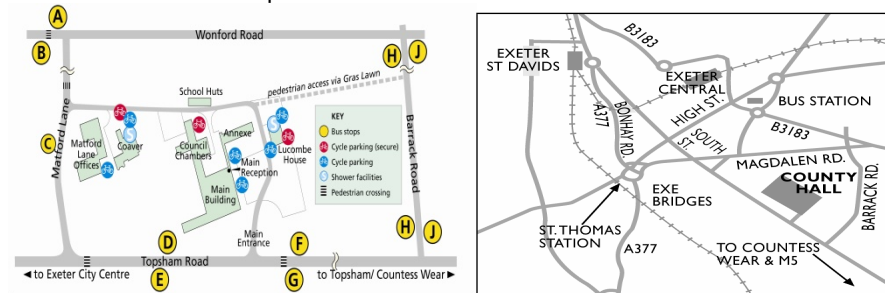 A
B
Wonford Road
H
J
School Huts
pedestrian access via Gras Lawn
Matford Lane
C
Matford
Lane
Offices
Coaver
S
Council
Chambers
Annexe
S
Lucombe
House
Main
Reception
Main
Building
KEY
Bus stops
Cycle parking (secure)
Cycle parking
S
Shower facilities
Pedestrian crossing
Barrack Road
H
J
Main
Entrance
D
F
Topsham Road
E
G
to Exeter City Centre
to Topsham/ Countess Wear
B3183
EXETER
ST DAVIDS
EXETER
CENTRAL
A377
BONHAY RD.
HIGH ST.
BUS STATION
SOUTH
ST.
B3183
MAGDALEN RD.
COUNTY
HALL
BARRACK RD.
EXE
BRIDGES
ST.THOMAS
STATION
A377
TO COUNTESS
WEAR & M5